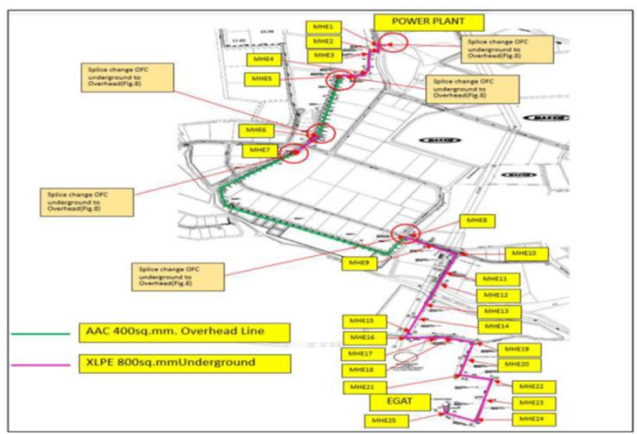 POWER PLANT
MHE1
MHE2
MHE3
MHE4
MHE5
Splice change OFC
underground to
Overhead(Fig.8)
Splice change OFC
underground to
Overhead(Fig.8)
Splice change OFC
underground to
Overhead(Fig.8)
MHE6
MHE7
Splice change OFC
underground to
Overhead(Fig.8)
MHE8
MHE9
MHE10
Splice change OFC
underground to
Overhead(Fig.8)
MHE11
MHE12
MHE13
MHE14
MHE15
MHE16
MHE17
MHE18
MHE19
MHE20
MHE21
MHE22
MHE23
MHE24
MHE25
EGAT
AAC 400sq.mm. Overhead Line
XLPE 800sq.mmUnderground